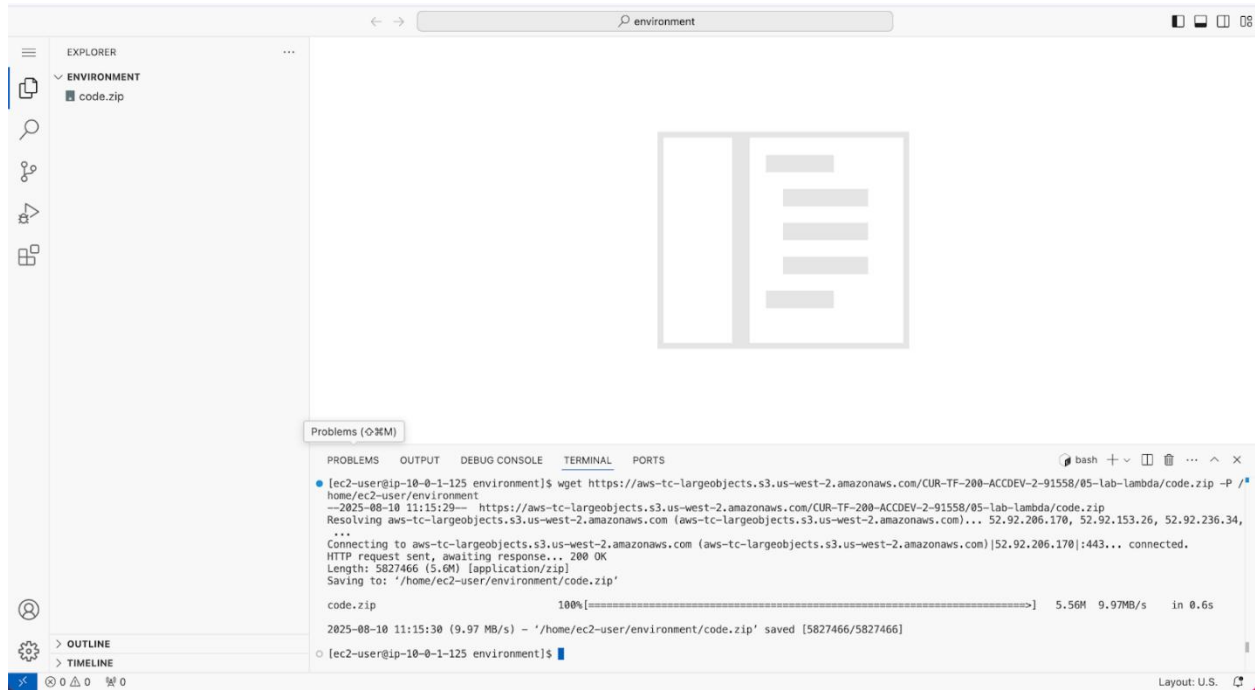 environment
EXPLORER
ENVIRONMENT
code.zip
Problems (⇧⌘M)
PROBLEMS OUTPUT DEBUG CONSOLE TERMINAL PORTS
bash
[ec2-user@ip-10-0-1-125 environment]$ wget https://aws-tc-largeobjects.s3.us-west-2.amazonaws.com/CUR-TF-200-ACCDEV-2-91558/05-lab-lambda/code.zip -P /
home/ec2-user/environment
--2025-08-10 11:15:29-- https://aws-tc-largeobjects.s3.us-west-2.amazonaws.com/CUR-TF-200-ACCDEV-2-91558/05-lab-lambda/code.zip
Resolving aws-tc-largeobjects.s3.us-west-2.amazonaws.com (aws-tc-largeobjects.s3.us-west-2.amazonaws.com)... 52.92.206.170, 52.92.153.26, 52.92.236.34,
...
Connecting to aws-tc-largeobjects.s3.us-west-2.amazonaws.com (aws-tc-largeobjects.s3.us-west-2.amazonaws.com)|52.92.206.170|:443... connected.
HTTP request sent, awaiting response... 200 OK
Length: 5827466 (5.6M) [application/zip]
Saving to: ‘/home/ec2-user/environment/code.zip’
code.zip 100%[===========================================================================>] 5.56M 9.97MB/s in 0.6s
2025-08-10 11:15:30 (9.97 MB/s) - ‘/home/ec2-user/environment/code.zip’ saved [5827466/5827466]
[ec2-user@ip-10-0-1-125 environment]$
OUTLINE
TIMELINE
0 0 0
Layout: U.S.